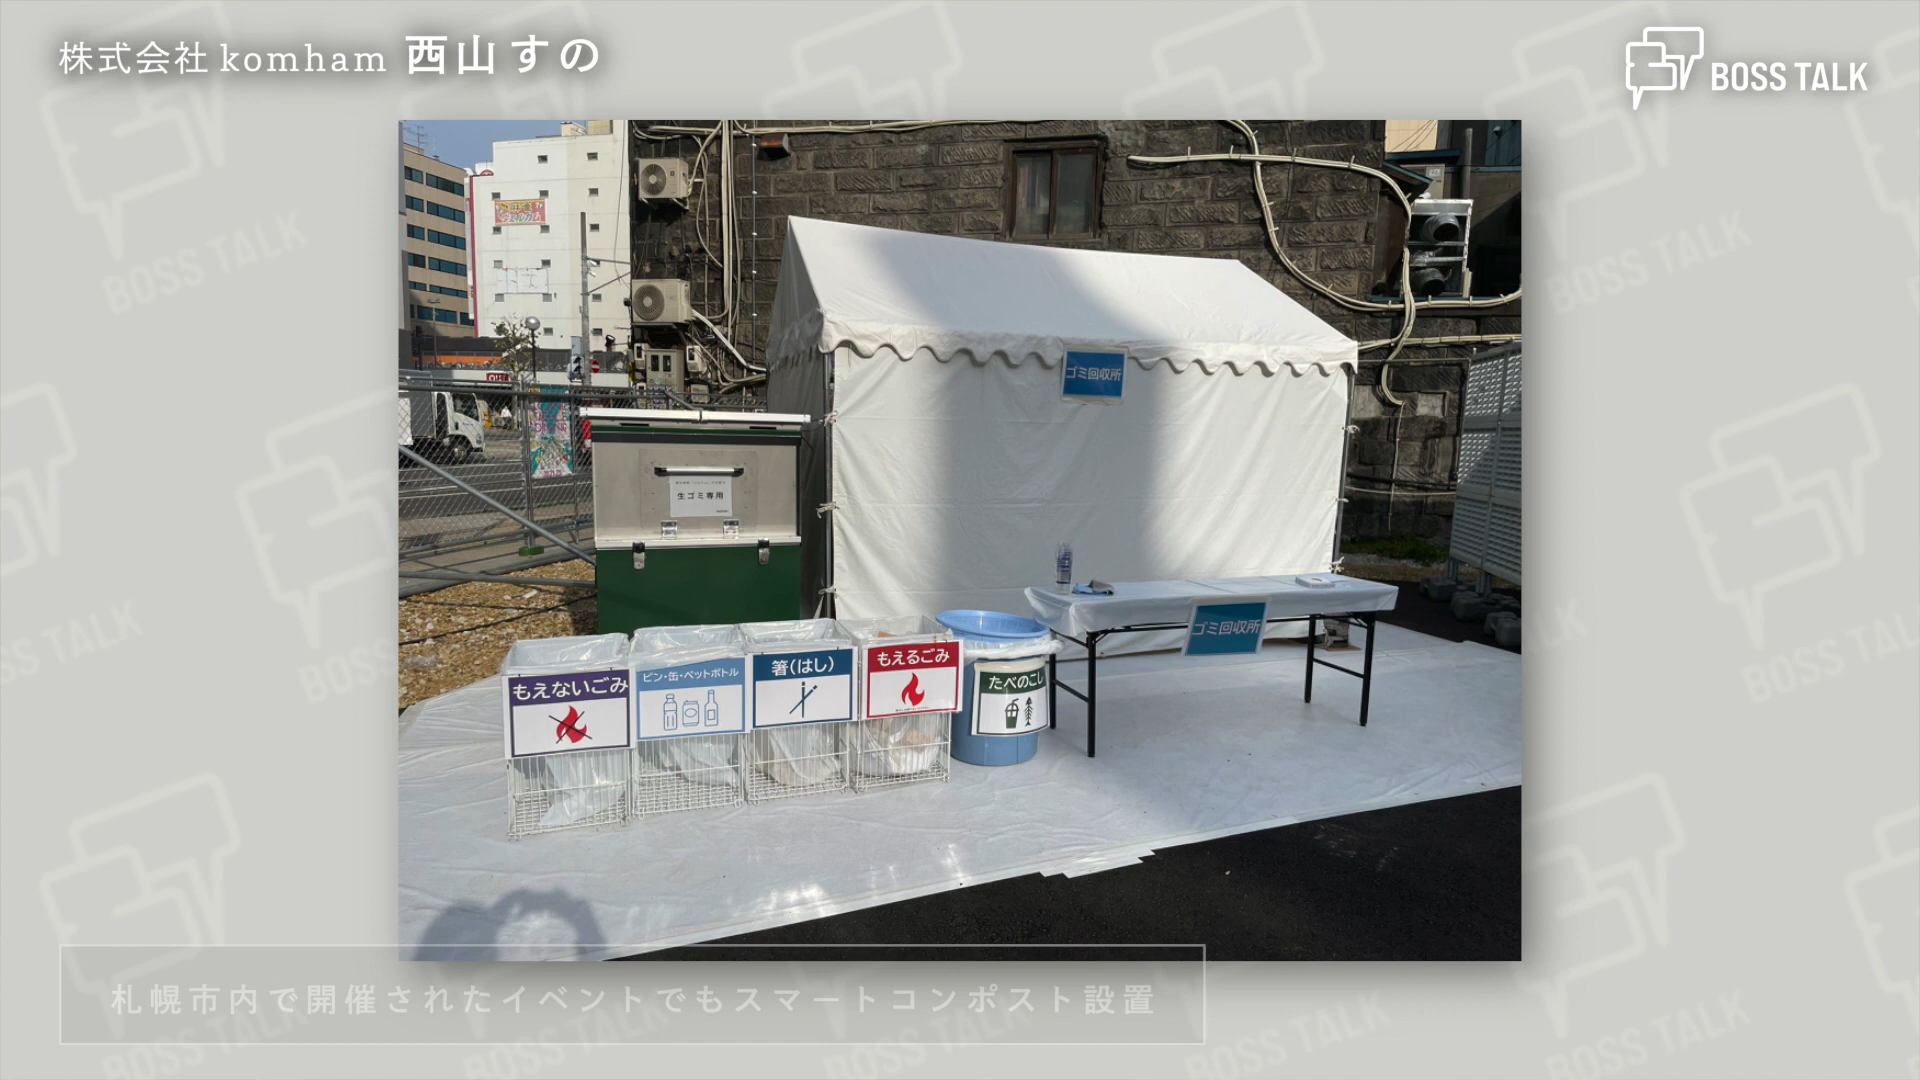 株式会社 komham 西山すの
BOSS TALK
ゴミ回収所
生ゴミ専用
もえないごみ
ビン・缶・ペットボトル
箸(はし)
もえるごみ
たべのこし
ゴミ回収所
札幌市内で開催されたイベントでもスマートコンポスト設置